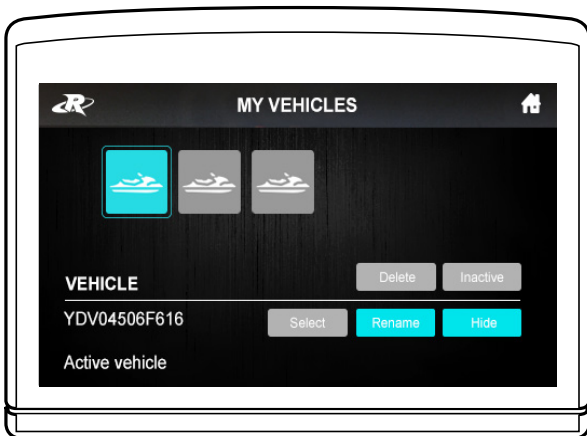 R
MY VEHICLES
VEHICLE
Delete
Inactive
YDV04506F616
Select
Rename
Hide
Active vehicle